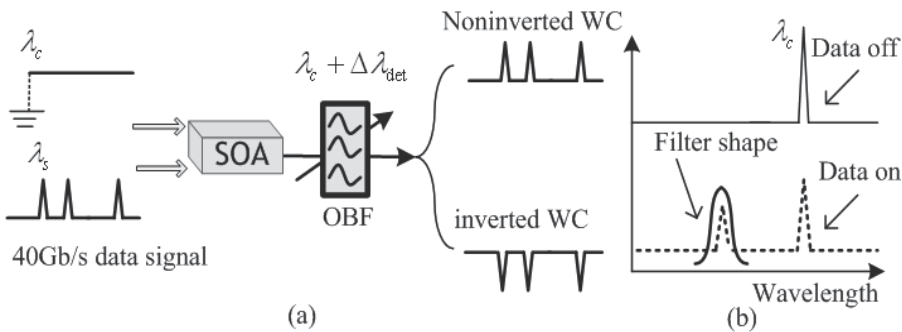 Noninverted WC
λc
λc + Δλdet
SOA
λs
OBF
inverted WC
40Gb/s data signal
(a)
λc
Data off
Filter shape
Data on
Wavelength
(b)